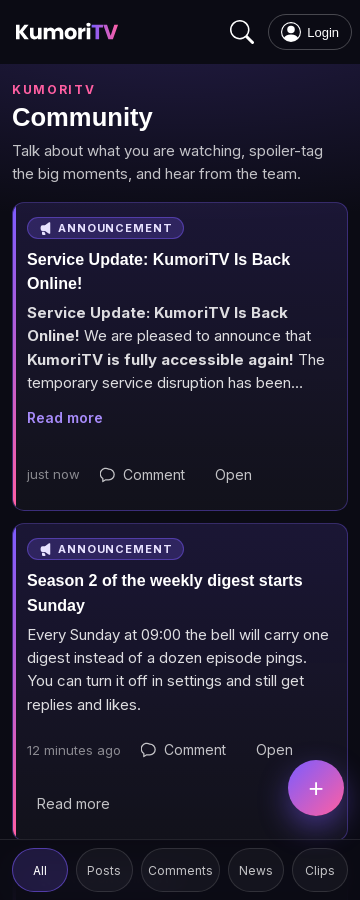 KumoriTV
Login
KUMORITV
Community
Talk about what you are watching, spoiler-tag
the big moments, and hear from the team.
ANNOUNCEMENT
Service Update: KumoriTV Is Back
Online!
Service Update: KumoriTV Is Back
Online! We are pleased to announce that
KumoriTV is fully accessible again! The
temporary service disruption has been...
Read more
just now Comment Open
ANNOUNCEMENT
Season 2 of the weekly digest starts
Sunday
Every Sunday at 09:00 the bell will carry one
digest instead of a dozen episode pings.
You can turn it off in settings and still get
replies and likes.
12 minutes ago Comment Open
+
Read more
All Posts Comments News Clips